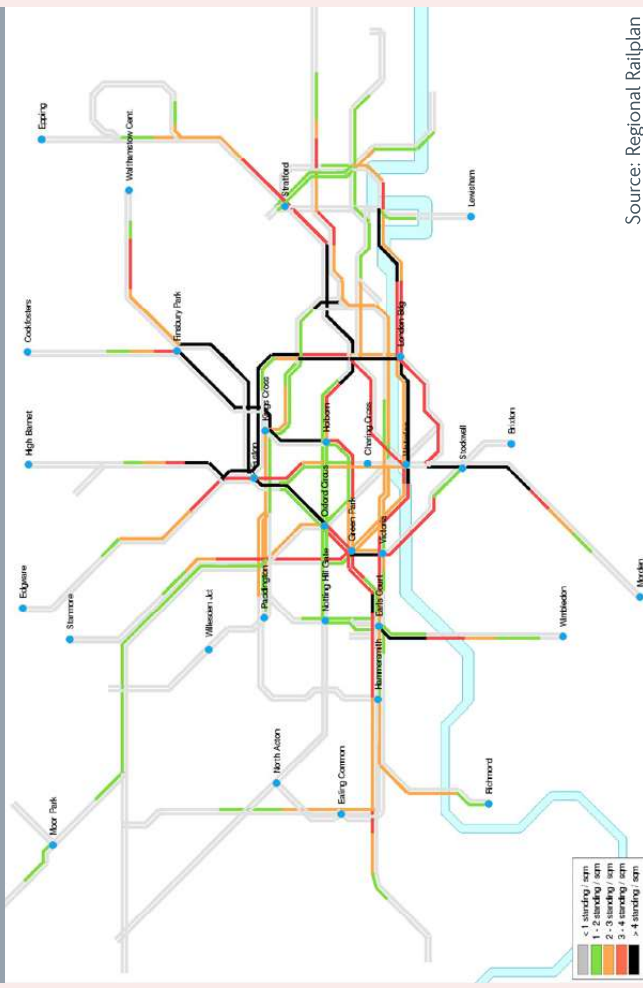 Source: Regional Railplan
Epping
Walthamstow Cent.
Cockfosters
High Barnet
Edgware
Stanmore
Willesden Jct
Moor Park
Stratford
Lewisham
Finsbury Park
Kings Cross
Euston
Holborn
Charing Cross
London Bdg
Oxford Circus
Green Park
Victoria
Stockwell
Brixton
Paddington
Notting Hill Gate
Earls Court
Hammersmith
Wimbledon
Morden
North Acton
Ealing Common
Richmond
< 1 standing / sqm
1 - 2 standing / sqm
2 - 3 standing / sqm
3 - 4 standing / sqm
> 4 standing / sqm